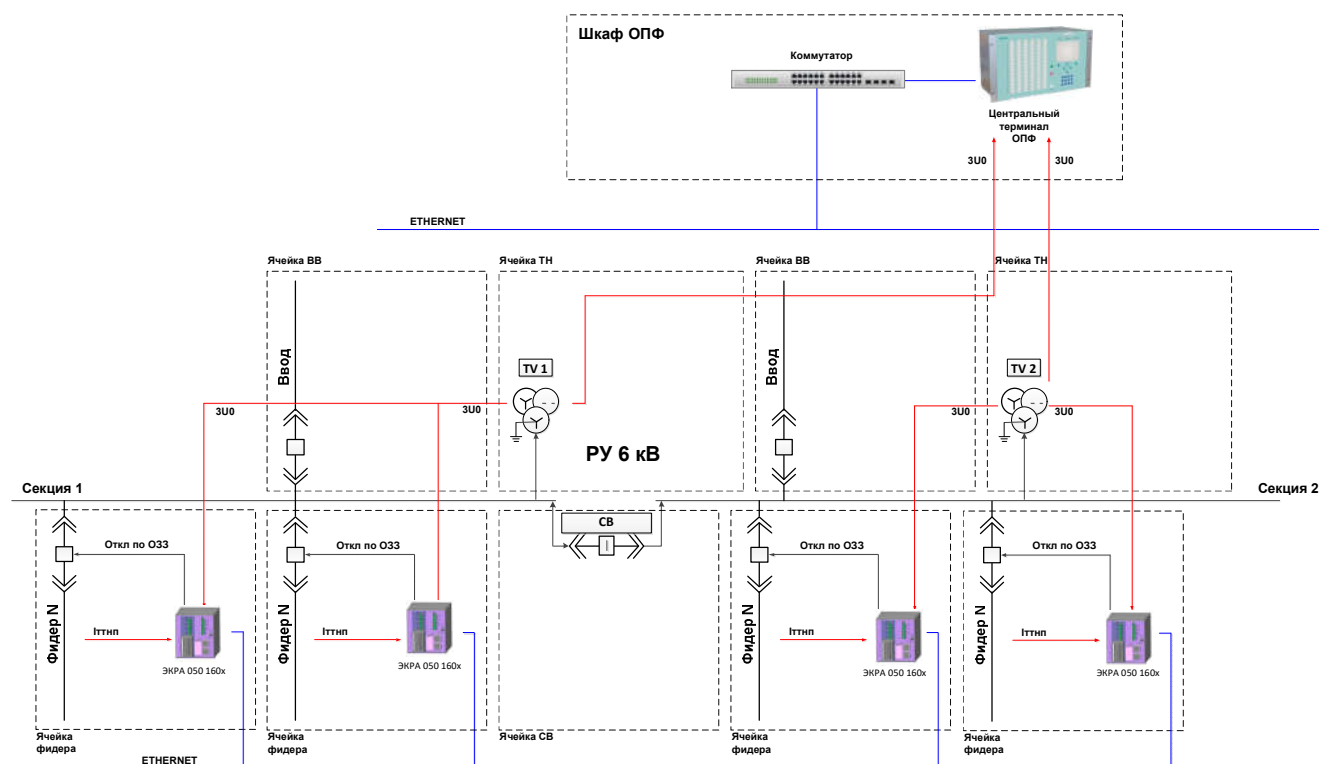 Шкаф ОПФ
Коммутатор
Центральный
терминал
ОПФ
3U0
3U0
ETHERNET
Ячейка ВВ
Ячейка ТН
Ячейка ВВ
Ячейка ТН
Ввод
TV 1
Ввод
TV 2
3U0
3U0
3U0
3U0
РУ 6 кВ
Секция 1
Секция 2
СВ
Откл по ОЗЗ
Откл по ОЗЗ
Откл по ОЗЗ
Откл по ОЗЗ
Фидер N
Iттнп
ЭКРА 050 160х
Фидер N
Iттнп
ЭКРА 050 160х
Фидер N
Iттнп
ЭКРА 050 160х
Фидер N
Iттнп
ЭКРА 050 160х
Ячейка
фидера
Ячейка
фидера
Ячейка СВ
Ячейка
фидера
Ячейка
фидера
ETHERNET